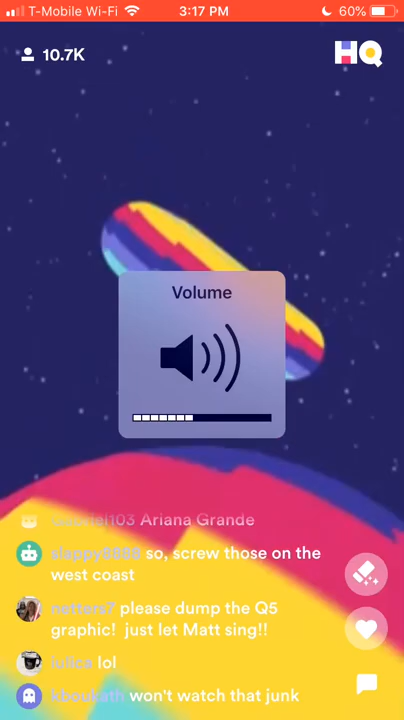 T-Mobile Wi-Fi 3:17 PM 60%
10.7K HQ
Volume
Gabriel103 Ariana Grande
slappy8888 so, screw those on the
west coast
netters7 please dump the Q5
graphic! just let Matt sing!!
lol
kboukath won't watch that junk